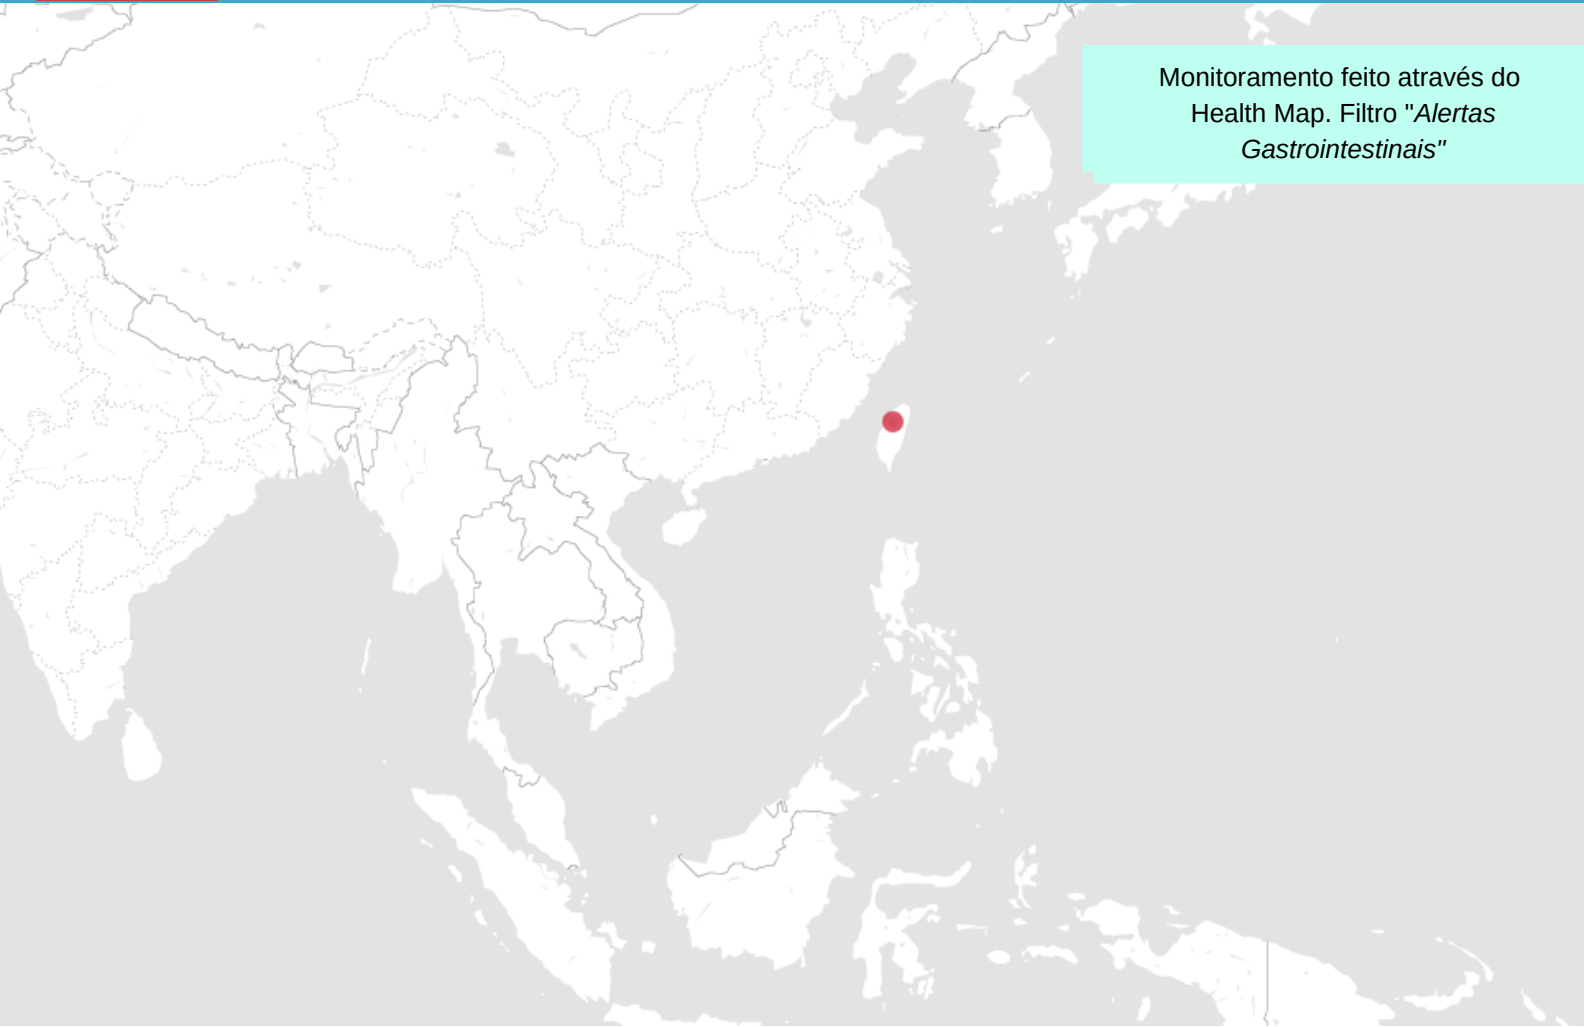 Monitoramento feito através do
Health Map. Filtro "Alertas
Gastrointestinais"